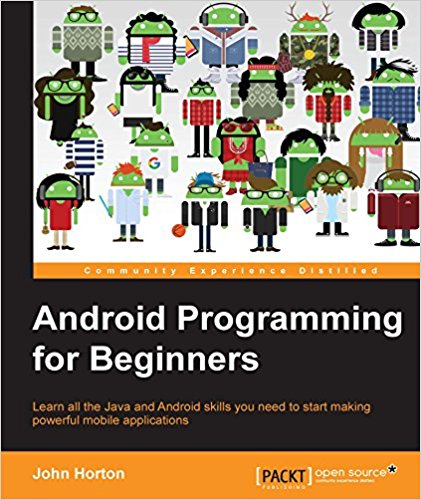 Community Experience Distilled
Android Programming
for Beginners
Learn all the Java and Android skills you need to start making
powerful mobile applications
John Horton
[PACKT]
PUBLISHING
open source*
community experience distilled